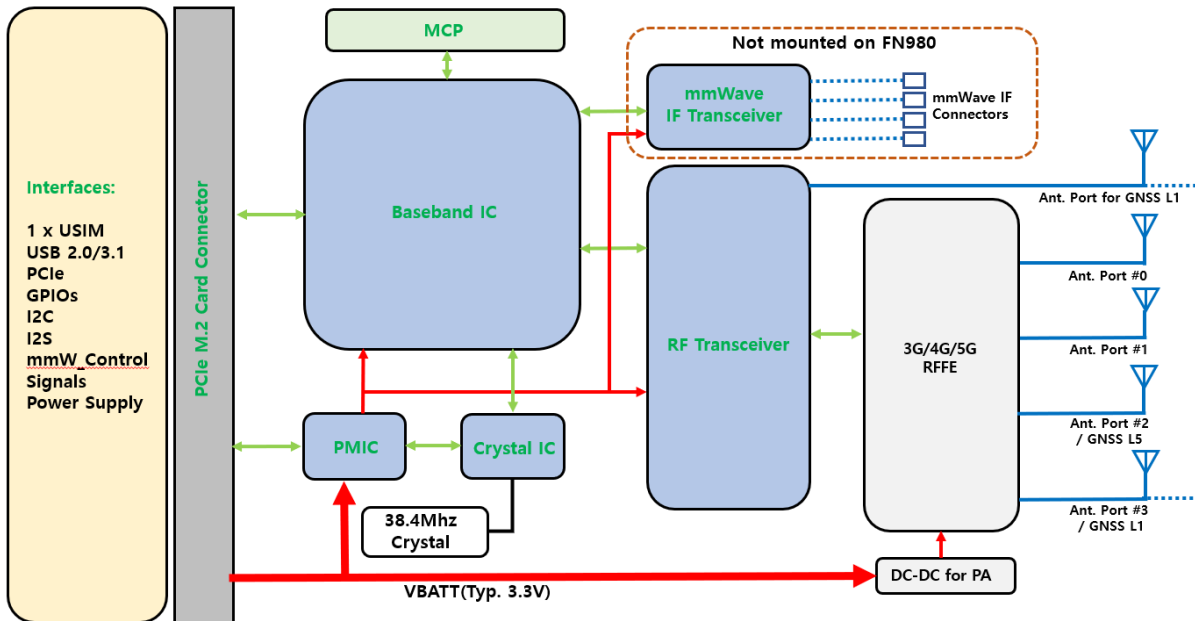 MCP
Not mounted on FN980
mmWave
IF Transceiver
mmWave IF
Connectors
Interfaces:
1 x USIM
USB 2.0/3.1
PCIe
GPIOs
I2C
I2S
mmW_Control
Signals
Power Supply
PCIe M.2 Card Connector
Baseband IC
RF Transceiver
3G/4G/5G
RFFE
Ant. Port for GNSS L1
Ant. Port #0
Ant. Port #1
Ant. Port #2
/ GNSS L5
Ant. Port #3
/ GNSS L1
PMIC
Crystal IC
38.4Mhz
Crystal
DC-DC for PA
VBATT(Typ. 3.3V)